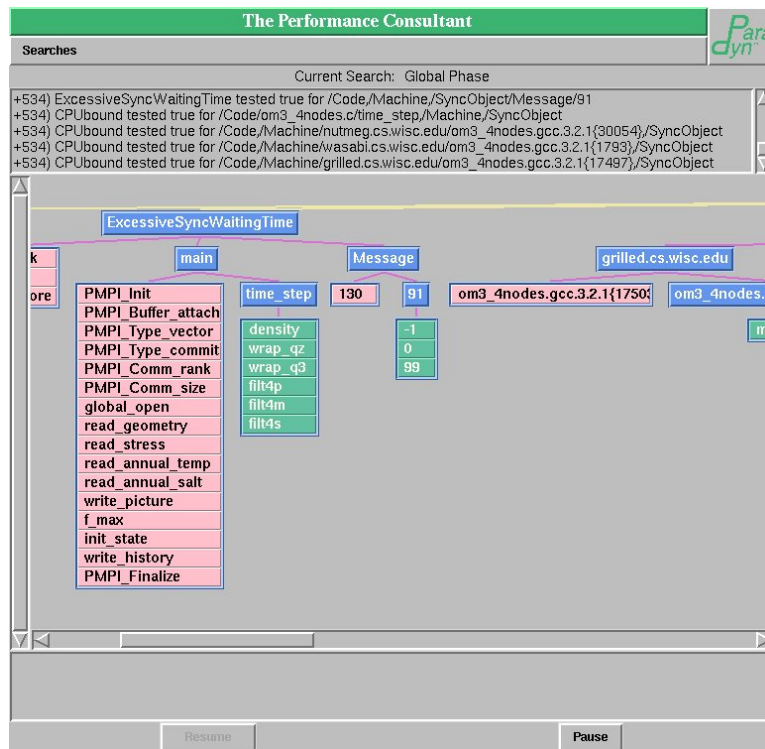 The Performance Consultant
Para
dyn
Searches
Current Search: Global Phase
+534) ExcessiveSyncWaitingTime tested true for /Code,/Machine,/SyncObject/Message/91
+534) CPUbound tested true for /Code/om3_4nodes.c/time_step,/Machine,/SyncObject
+534) CPUbound tested true for /Code,/Machine/nutmeg.cs.wisc.edu/om3_4nodes.gcc.3.2.1{30054},/SyncObject
+534) CPUbound tested true for /Code,/Machine/wasabi.cs.wisc.edu/om3_4nodes.gcc.3.2.1{1793},/SyncObject
+534) CPUbound tested true for /Code,/Machine/grilled.cs.wisc.edu/om3_4nodes.gcc.3.2.1{17497},/SyncObject
ExcessiveSyncWaitingTime
k
ore
main
Message
grilled.cs.wisc.edu
PMPI_Init
PMPI_Buffer_attach
PMPI_Type_vector
PMPI_Type_commit
PMPI_Comm_rank
PMPI_Comm_size
global_open
read_geometry
read_stress
read_annual_temp
read_annual_salt
write_picture
f_max
init_state
write_history
PMPI_Finalize
time_step
density
wrap_qz
wrap_q3
filt4p
filt4m
filt4s
130
91
-1
0
99
om3_4nodes.gcc.3.2.1{1750
om3_4nodes.
m
Resume
Pause